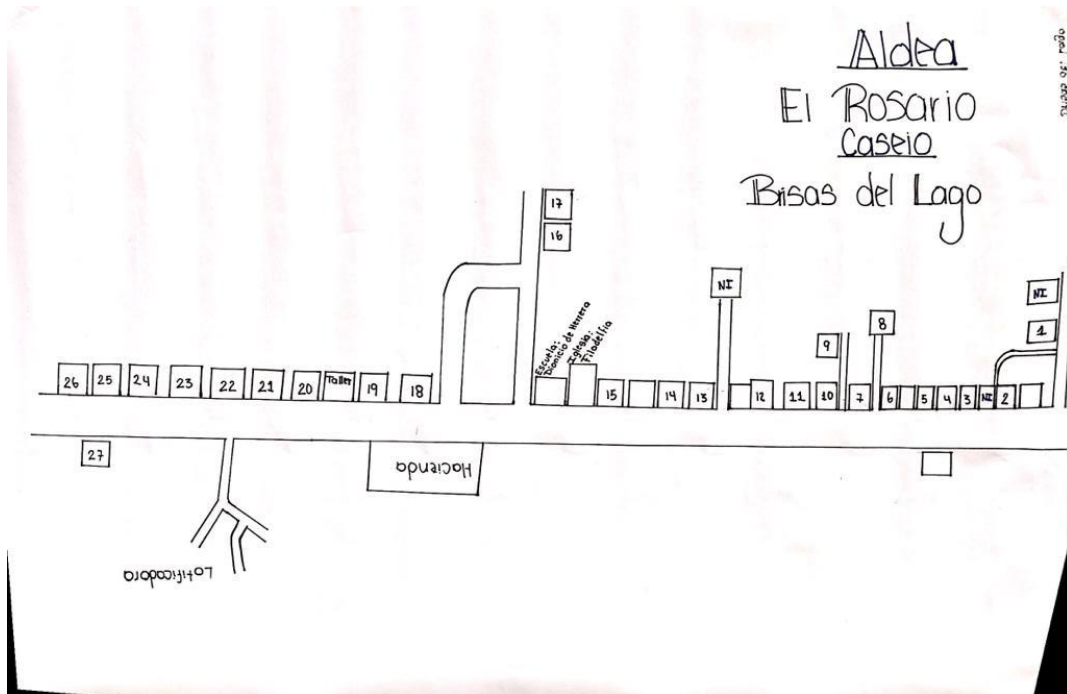 Aldea
El Rosario
Caseio
Brisas del Lago
17
16
NI
NI
1
8
9
Escuela:
Dionicio de Herrera
Iglesia:
Filadelfia
26 25 24 23 22 21 20 Taller 19 18
15 14 13 12 11 10 7 6 5 4 3 NI 2
27
Hacienda
Lotificadora